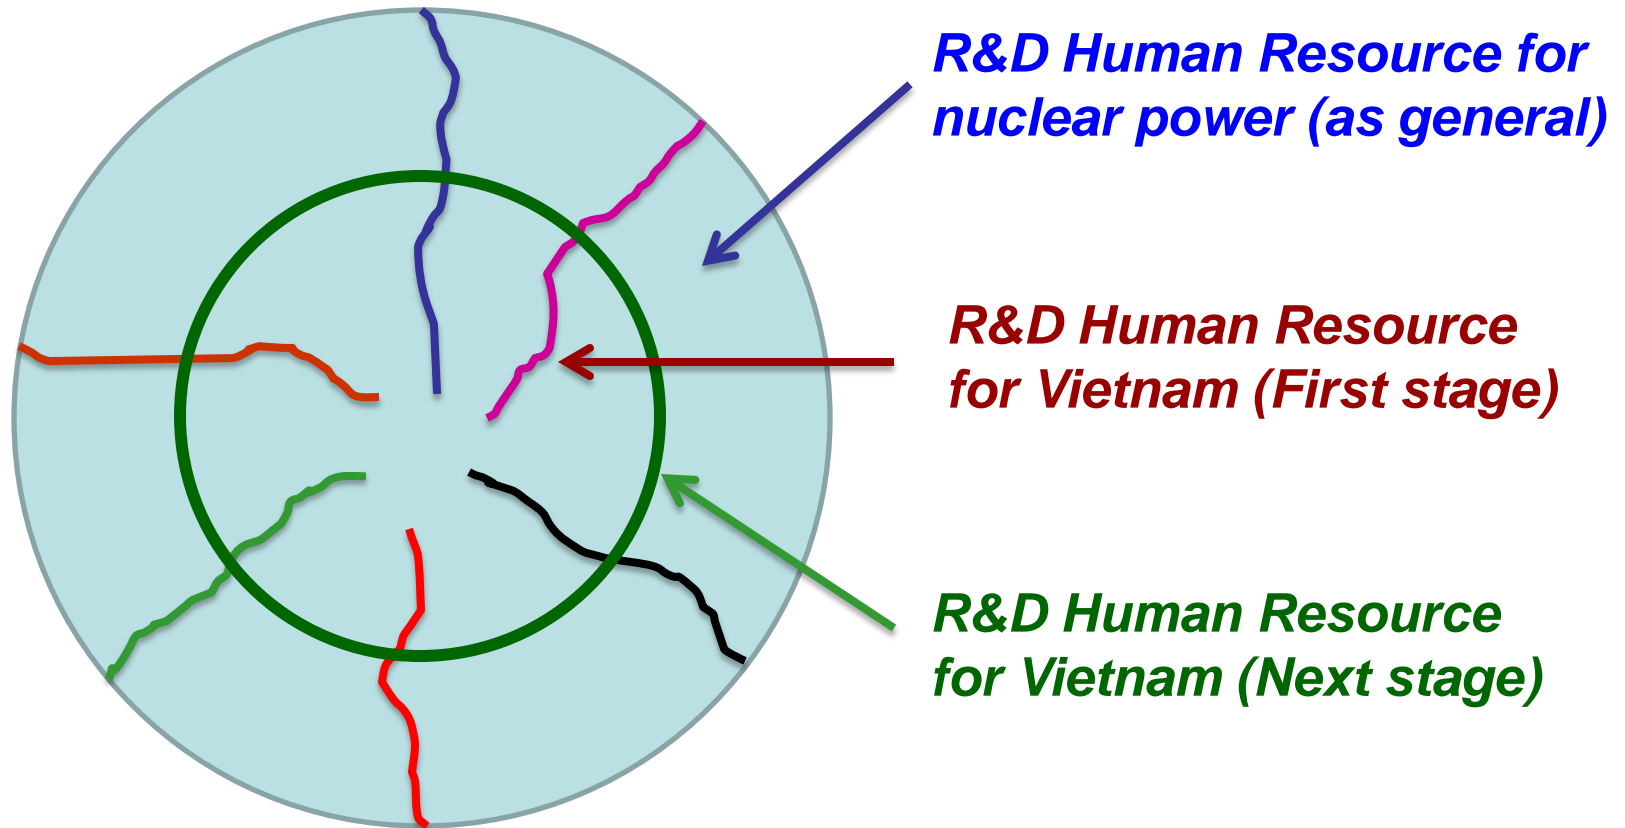 R&D Human Resource for
nuclear power (as general)
R&D Human Resource
for Vietnam (First stage)
R&D Human Resource
for Vietnam (Next stage)